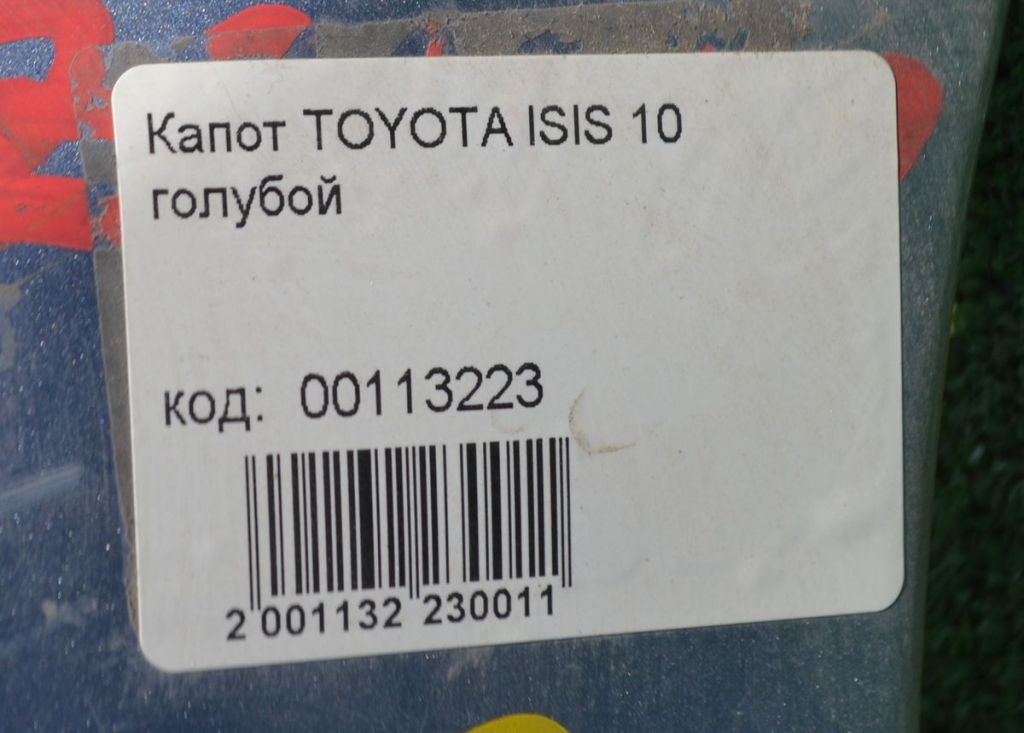 Капот TOYOTA ISIS 10
голубой
код: 00113223
2 001132 230011